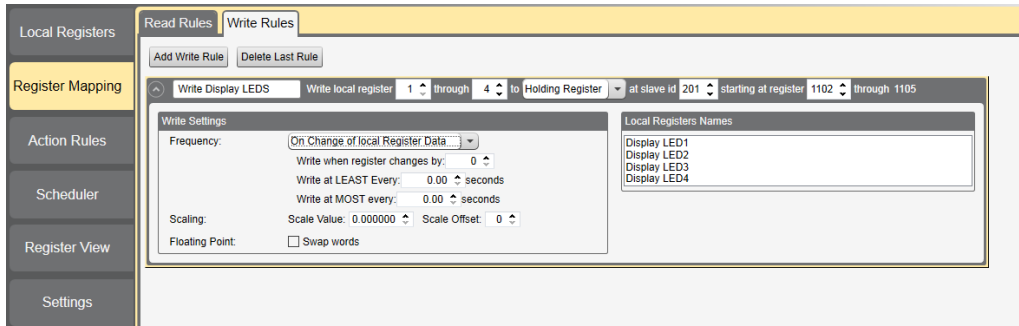 Local Registers
Register Mapping
Action Rules
Scheduler
Register View
Settings
Read Rules Write Rules
Add Write Rule Delete Last Rule
Write Display LEDS Write local register 1 through 4 to Holding Register at slave id 201 starting at register 1102 through 1105
Write Settings
Frequency: On Change of local Register Data
Write when register changes by: 0
Write at LEAST Every: 0.00 seconds
Write at MOST every: 0.00 seconds
Scaling: Scale Value: 0.000000 Scale Offset: 0
Floating Point: Swap words
Local Registers Names
Display LED1
Display LED2
Display LED3
Display LED4